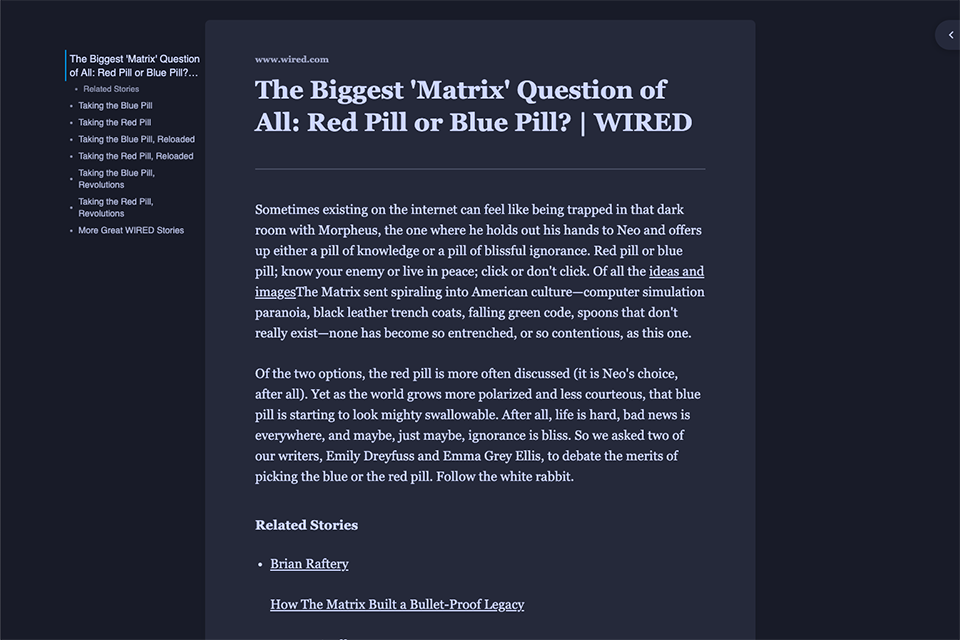 The Biggest 'Matrix' Question
of All: Red Pill or Blue Pill?…
• Related Stories
• Taking the Blue Pill
• Taking the Red Pill
• Taking the Blue Pill, Reloaded
• Taking the Red Pill, Reloaded
• Taking the Blue Pill,
Revolutions
• Taking the Red Pill,
Revolutions
• More Great WIRED Stories
www.wired.com
The Biggest 'Matrix' Question of
All: Red Pill or Blue Pill? | WIRED
Sometimes existing on the internet can feel like being trapped in that dark
room with Morpheus, the one where he holds out his hands to Neo and offers
up either a pill of knowledge or a pill of blissful ignorance. Red pill or blue
pill; know your enemy or live in peace; click or don't click. Of all the ideas and
imagesThe Matrix sent spiraling into American culture—computer simulation
paranoia, black leather trench coats, falling green code, spoons that don't
really exist—none has become so entrenched, or so contentious, as this one.
Of the two options, the red pill is more often discussed (it is Neo's choice,
after all). Yet as the world grows more polarized and less courteous, that blue
pill is starting to look mighty swallowable. After all, life is hard, bad news is
everywhere, and maybe, just maybe, ignorance is bliss. So we asked two of
our writers, Emily Dreyfuss and Emma Grey Ellis, to debate the merits of
picking the blue or the red pill. Follow the white rabbit.
Related Stories
• Brian Raftery
How The Matrix Built a Bullet-Proof Legacy